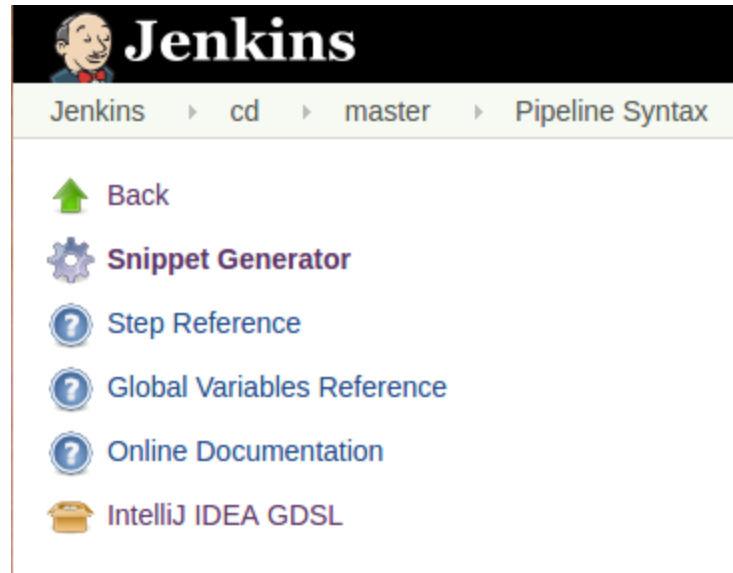 Jenkins
Jenkins cd master Pipeline Syntax
Back
Snippet Generator
Step Reference
Global Variables Reference
Online Documentation
IntelliJ IDEA GDSL